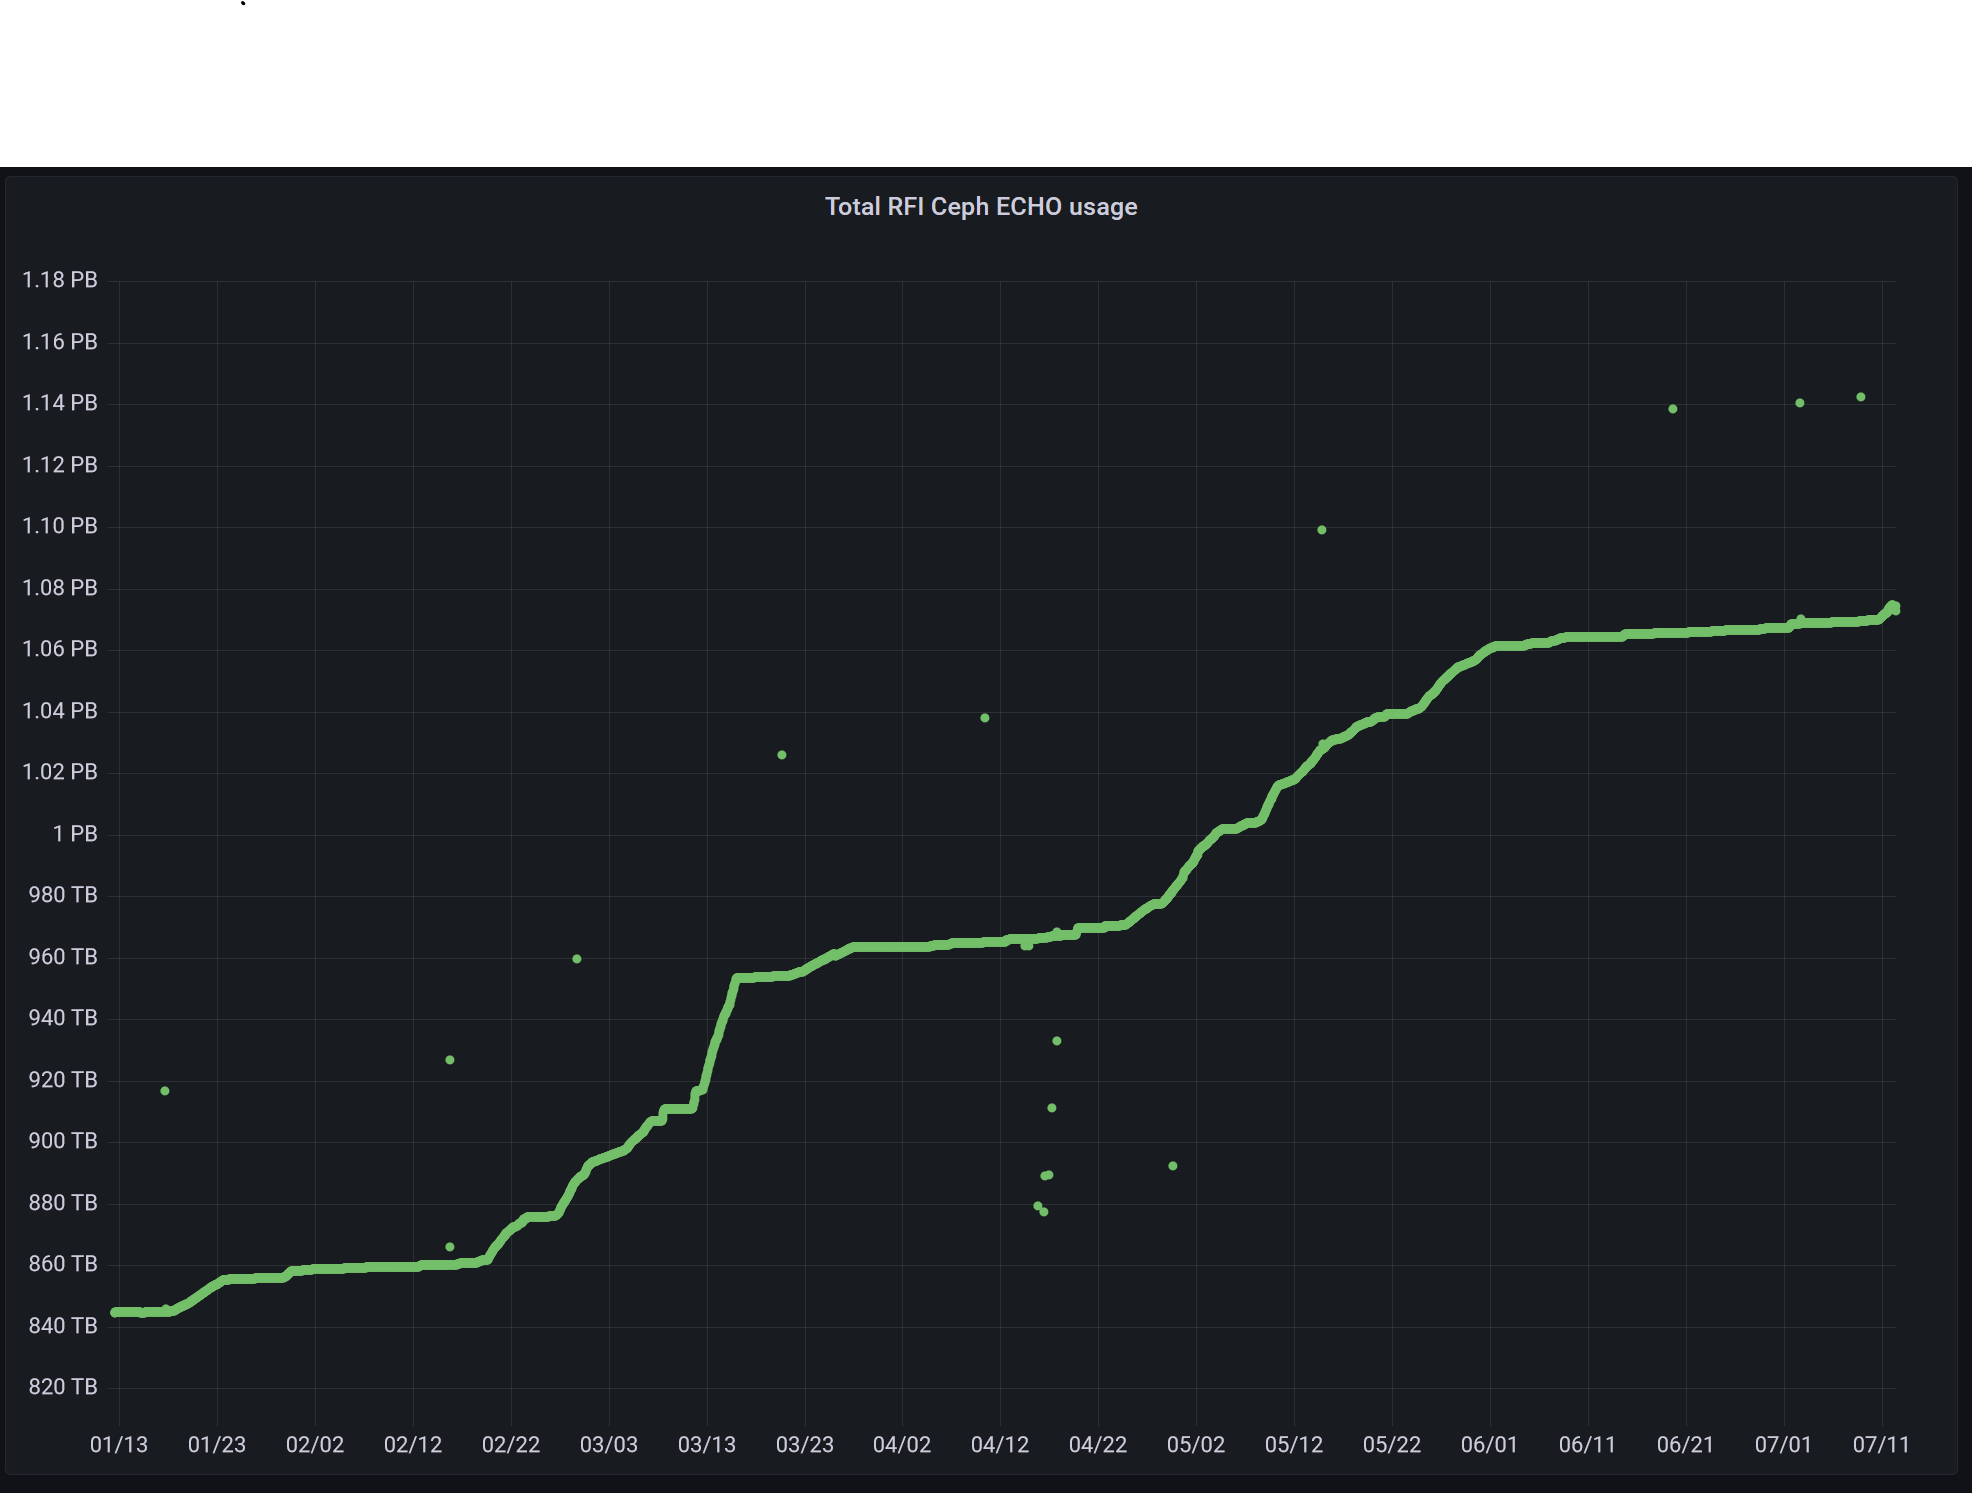 Total RFI Ceph ECHO usage
1.18 PB
1.16 PB
1.14 PB
1.12 PB
1.10 PB
1.08 PB
1.06 PB
1.04 PB
1.02 PB
1 PB
980 TB
960 TB
940 TB
920 TB
900 TB
880 TB
860 TB
840 TB
820 TB
01/13 01/23 02/02 02/12 02/22 03/03 03/13 03/23 04/02 04/12 04/22 05/02 05/12 05/22 06/01 06/11 06/21 07/01 07/11